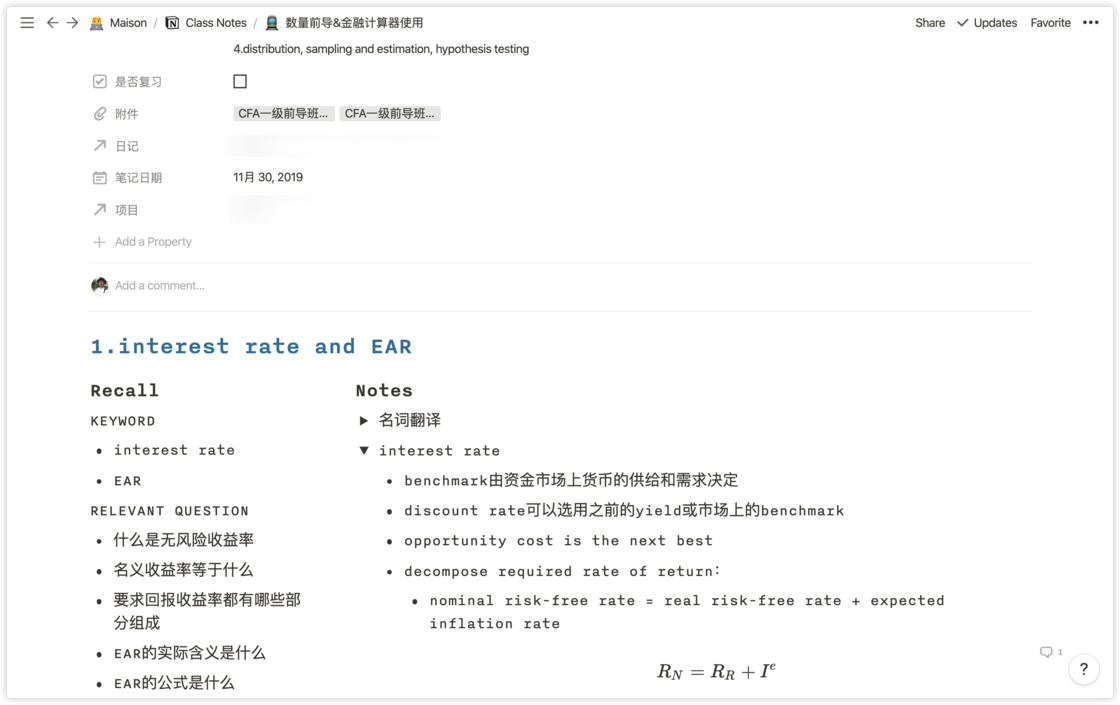 Maison / Class Notes / 数量前导&金融计算器使用 Share Updates Favorite •••
4.distribution, sampling and estimation, hypothesis testing
是否复习
附件 CFA一级前导班... CFA一级前导班...
日记
笔记日期 11月 30, 2019
项目
Add a Property
Add a comment...
1.interest rate and EAR
Recall
KEYWORD
• interest rate
• EAR
RELEVANT QUESTION
• 什么是无风险收益率
• 名义收益率等于什么
• 要求回报收益率都有哪些部
分组成
• EAR的实际含义是什么
• EAR的公式是什么
Notes
▶ 名词翻译
▼ interest rate
• benchmark由资金市场上货币的供给和需求决定
• discount rate可以选用之前的yield或市场上的benchmark
• opportunity cost is the next best
• decompose required rate of return:
• nominal risk-free rate = real risk-free rate + expected
inflation rate
R_N = R_R + I^e
1
?